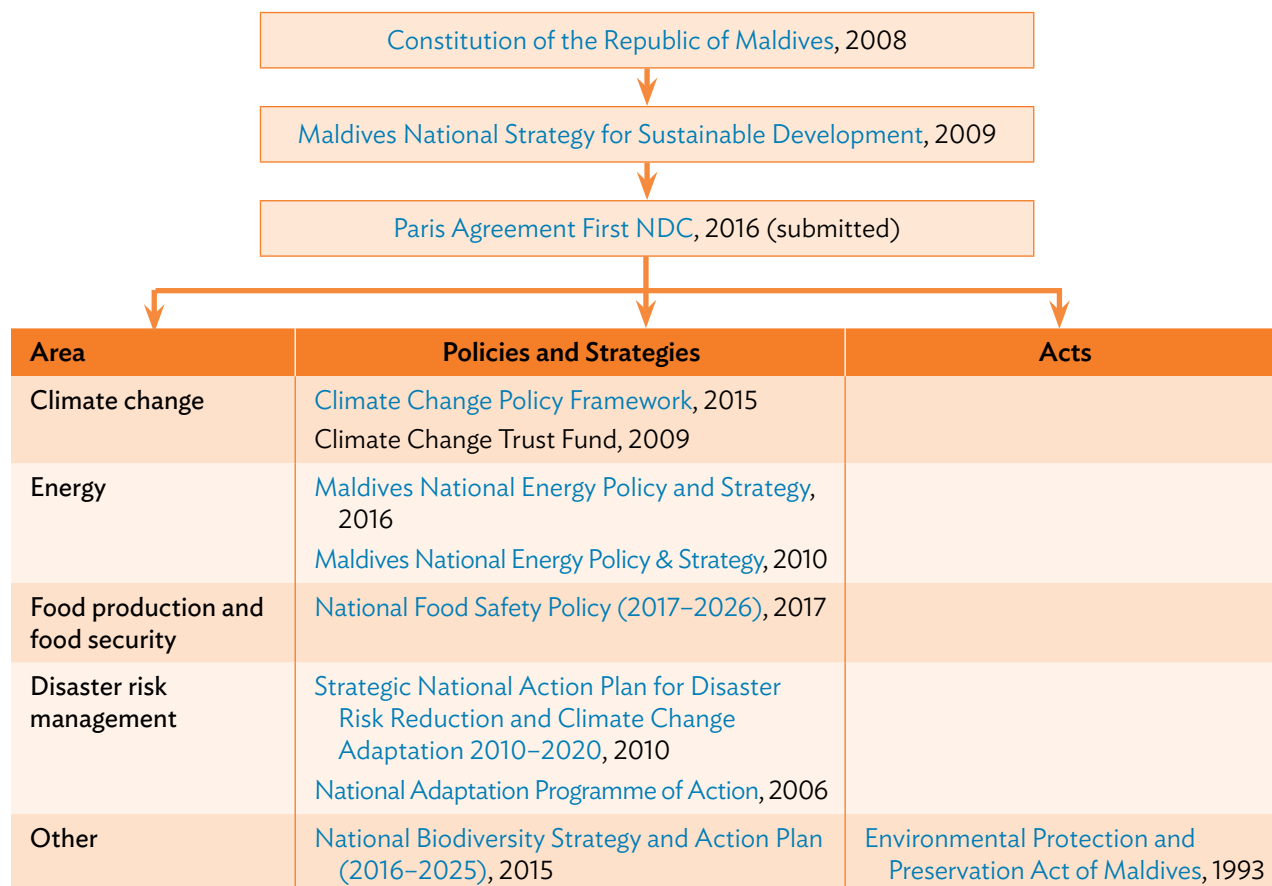 Constitution of the Republic of Maldives, 2008
Maldives National Strategy for Sustainable Development, 2009
Paris Agreement First NDC, 2016 (submitted)
Area Policies and Strategies Acts
Climate change
Climate Change Policy Framework, 2015
Climate Change Trust Fund, 2009
Energy
Maldives National Energy Policy and Strategy,
2016
Maldives National Energy Policy & Strategy, 2010
Food production and
food security
National Food Safety Policy (2017–2026), 2017
Disaster risk
management
Strategic National Action Plan for Disaster
Risk Reduction and Climate Change
Adaptation 2010–2020, 2010
National Adaptation Programme of Action, 2006
Other
National Biodiversity Strategy and Action Plan
(2016–2025), 2015
Environmental Protection and
Preservation Act of Maldives, 1993